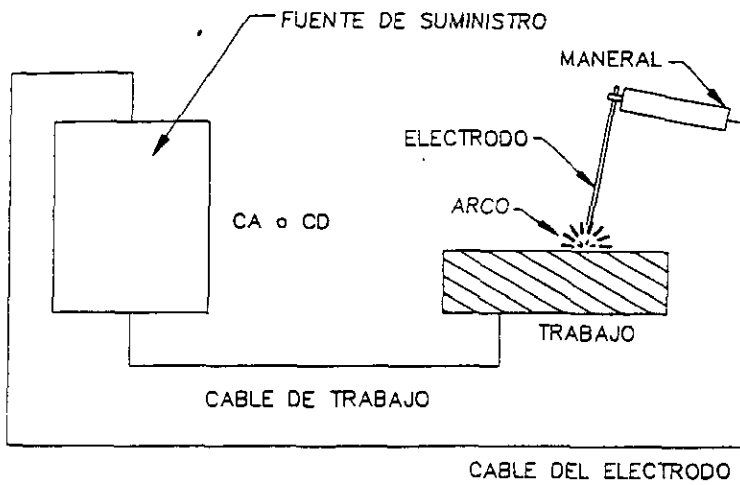 FUENTE DE SUMINISTRO
MANERAL
ELECTRODO
ARCO
CA o CD
TRABAJO
CABLE DE TRABAJO
CABLE DEL ELECTRODO